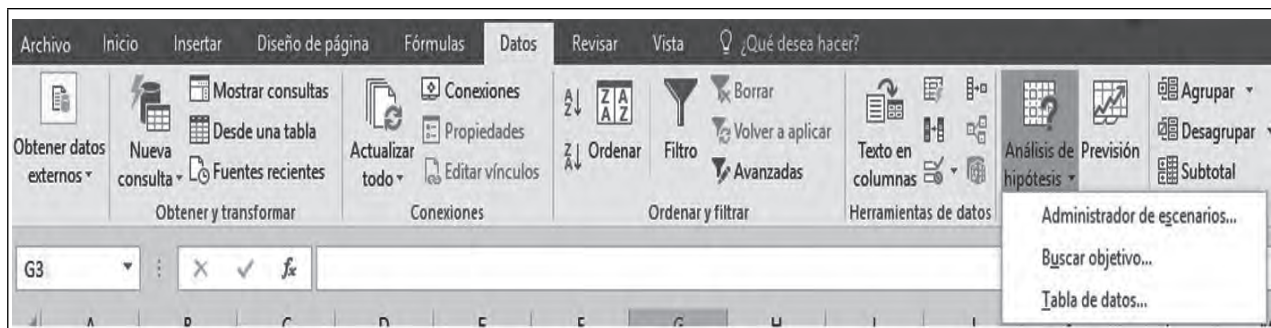 Archivo Inicio Insertar Diseño de página Fórmulas Datos Revisar Vista ¿Qué desea hacer?
Obtener datos
externos
Nueva
consulta
Mostrar consultas
Desde una tabla
Fuentes recientes
Obtener y transformar
Actualizar
todo
Conexiones
Propiedades
Editar vínculos
Conexiones
Ordenar
Filtro
Borrar
Volver a aplicar
Avanzadas
Ordenar y filtrar
Texto en
columnas
Herramientas de datos
Análisis de
hipótesis
Previsión
Agrupar
Desagrupar
Subtotal
Administrador de escenarios...
Buscar objetivo...
Tabla de datos...
G3 fx